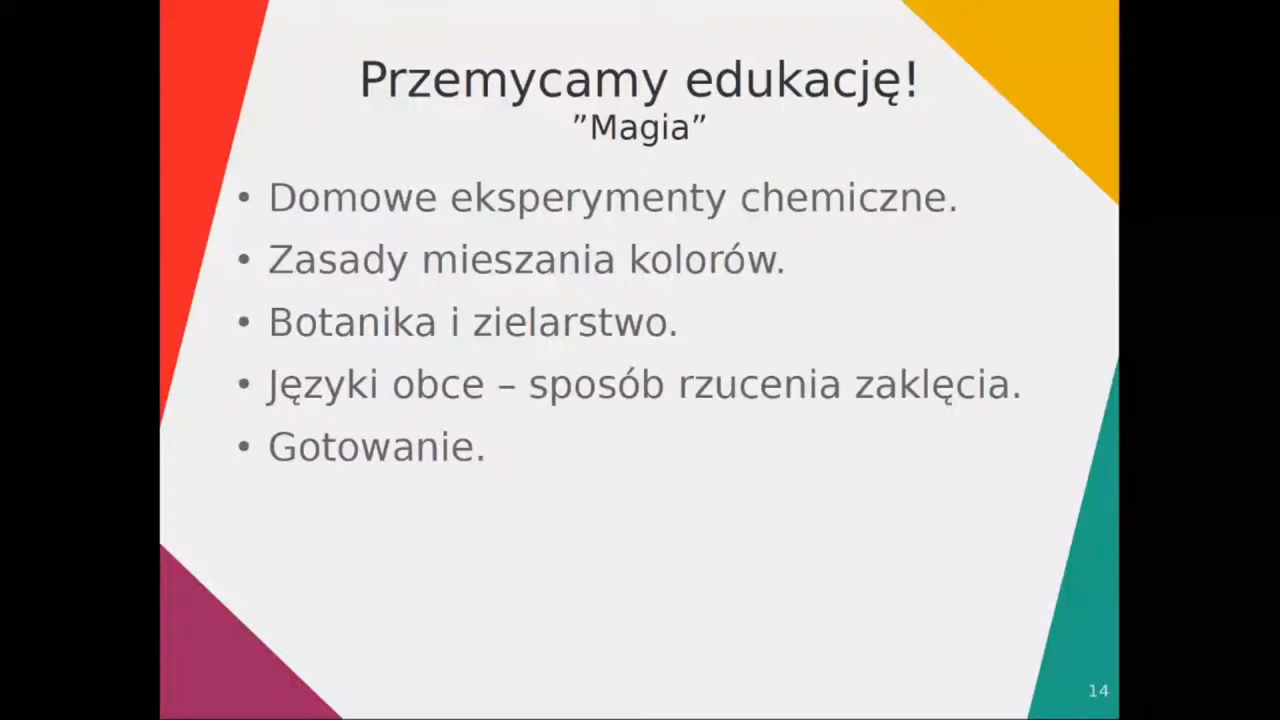 Przemycamy edukację!
”Magia”
• Domowe eksperymenty chemiczne.
• Zasady mieszania kolorów.
• Botanika i zielarstwo.
• Języki obce – sposób rzucenia zaklęcia.
• Gotowanie.
14